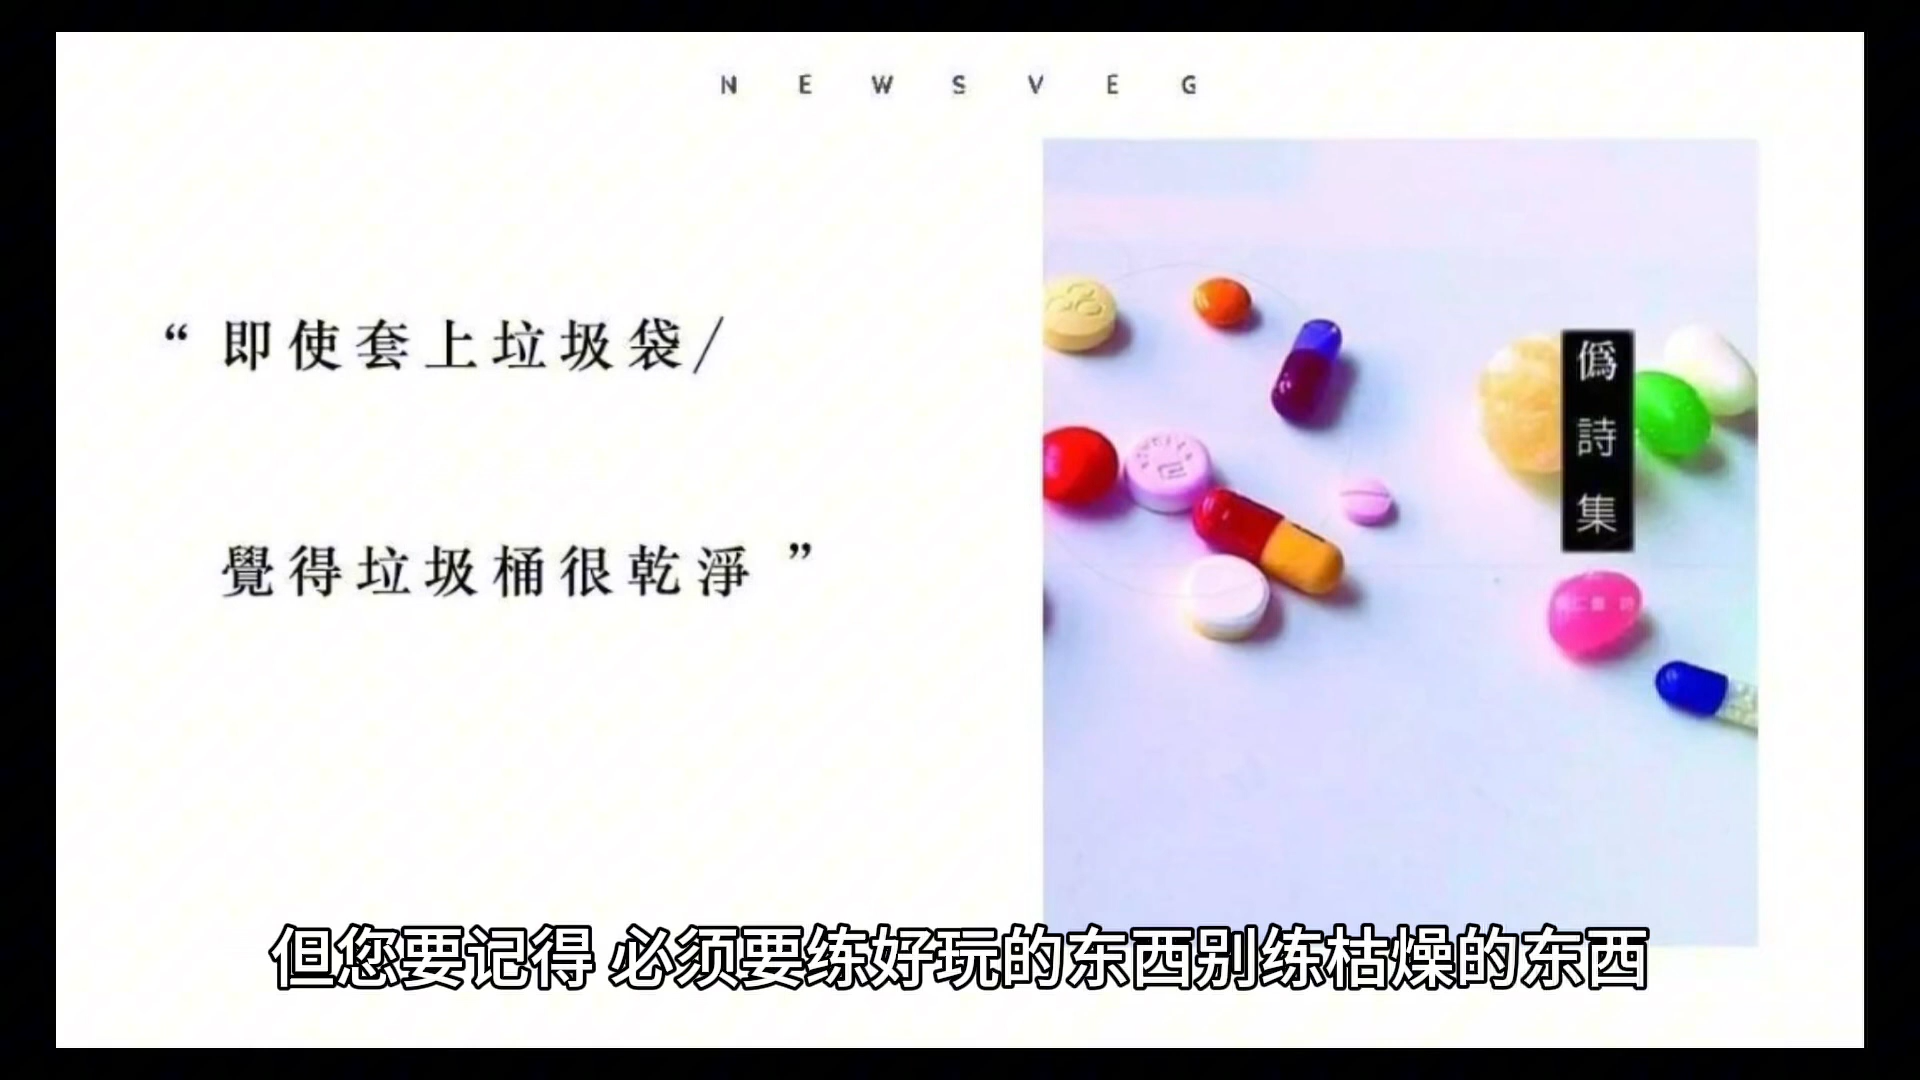 NEWSVEG
“即使套上垃圾袋/
覺得垃圾桶很乾淨”
僞詩集
但您要记得 必须要练好玩的东西别练枯燥的东西